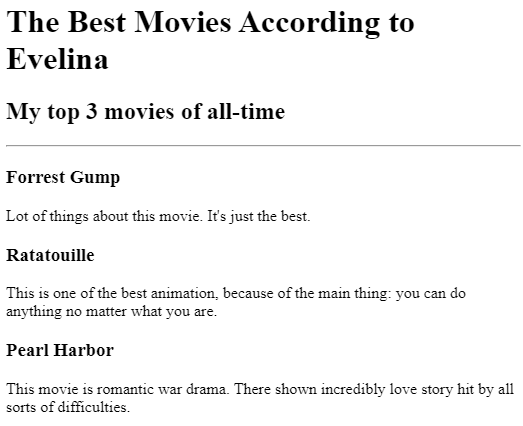 The Best Movies According to
Evelina
My top 3 movies of all-time
Forrest Gump
Lot of things about this movie. It's just the best.
Ratatouille
This is one of the best animation, because of the main thing: you can do
anything no matter what you are.
Pearl Harbor
This movie is romantic war drama. There shown incredibly love story hit by all
sorts of difficulties.